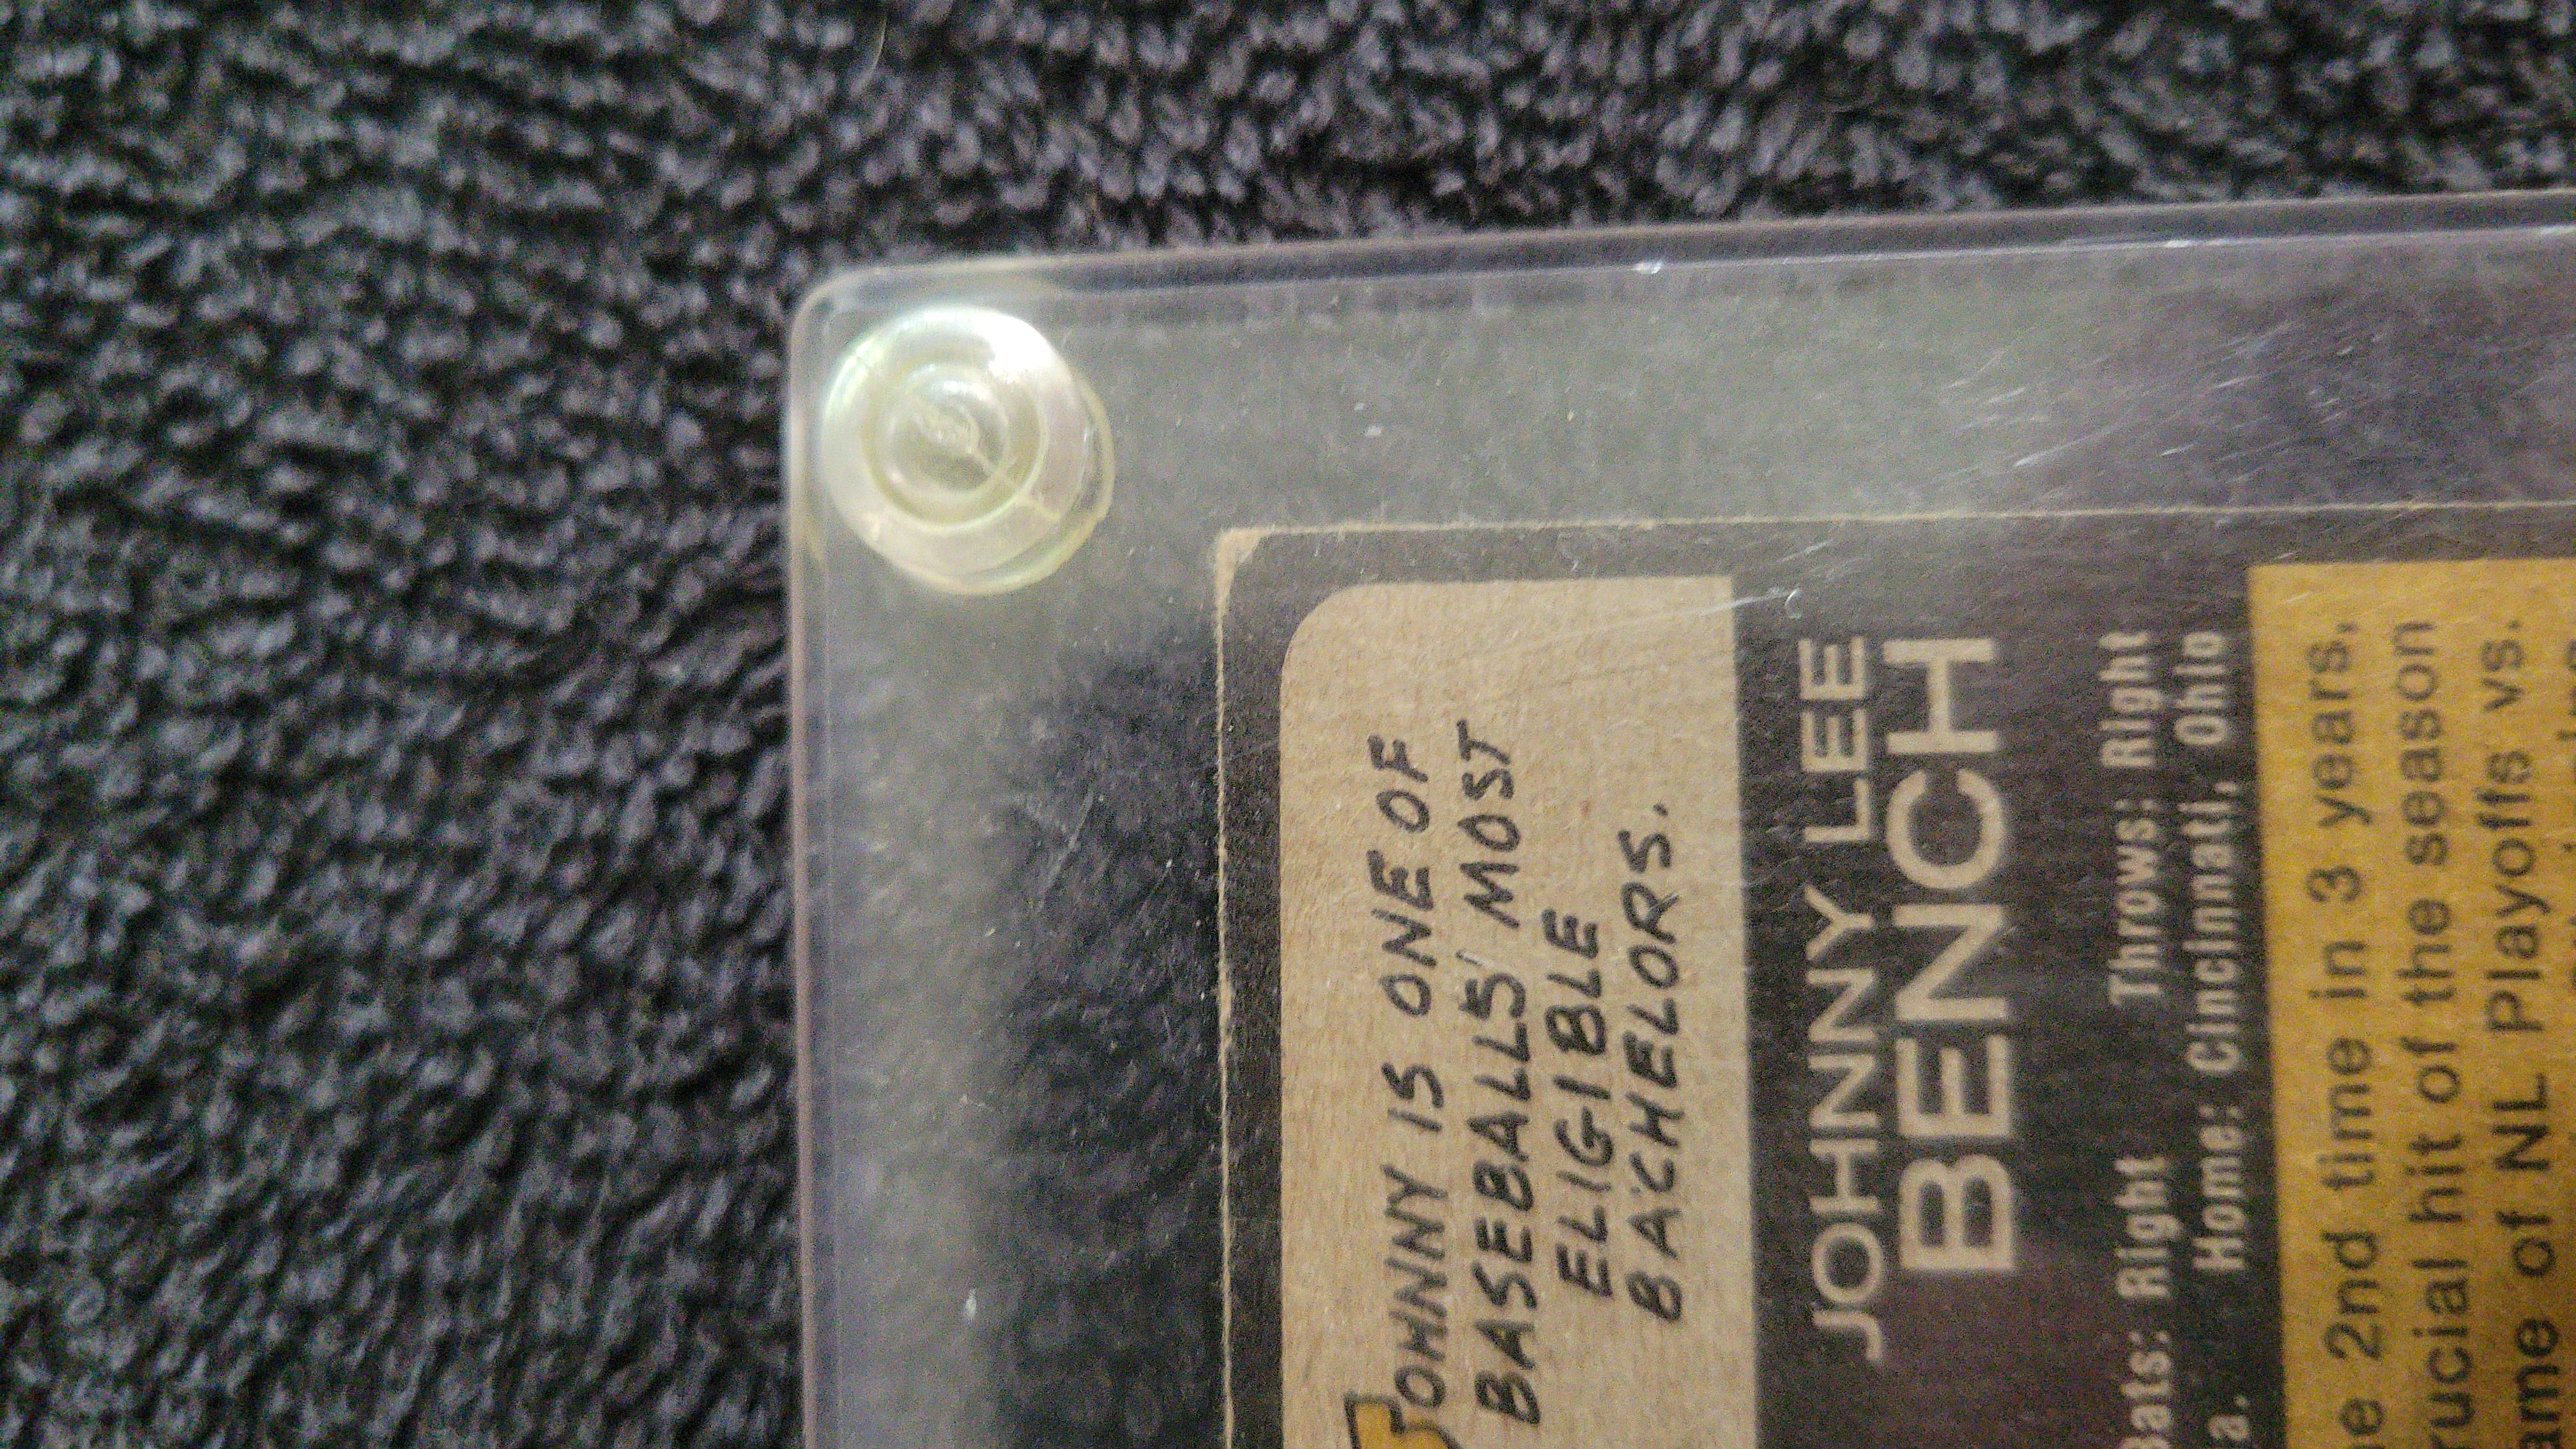 JOHNNY IS ONE OF
BASEBALLS' MOST
ELIGIBLE
BACHELORS.
JOHNNY LEE
BENCH
Bats: Right Throws: Right
Home: Cincinnati, Ohio
2nd time in 3 years,
hit of the season
of NL Playoffs vs.